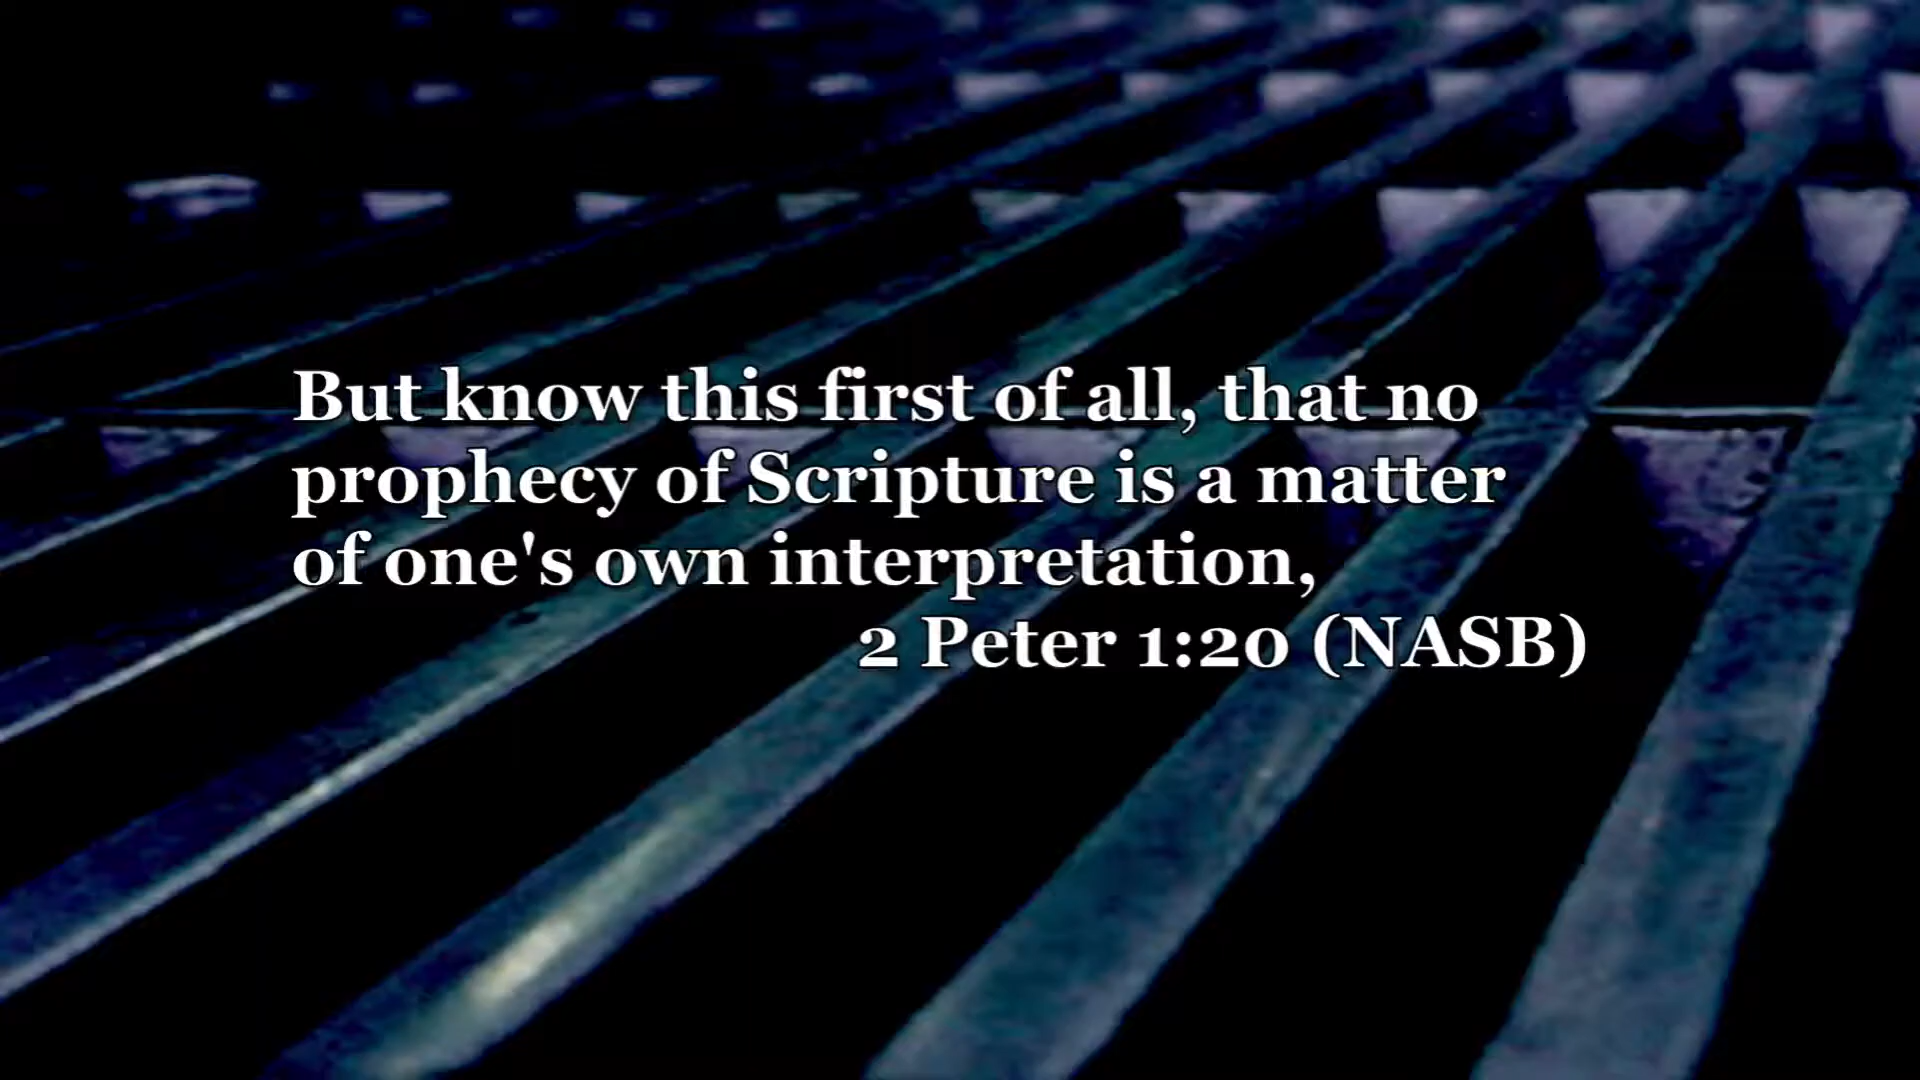 But know this first of all, that no
prophecy of Scripture is a matter
of one's own interpretation,
2 Peter 1:20 (NASB)